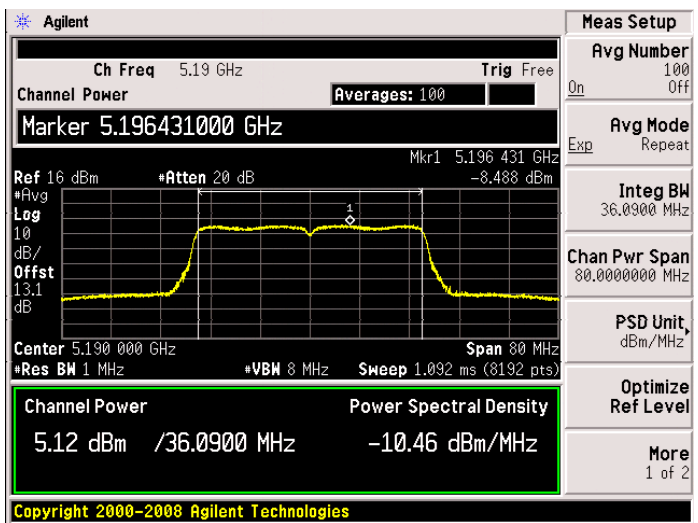 Agilent
Meas Setup
Ch Freq 5.19 GHz Trig Free
Channel Power Averages: 100
Marker 5.196431000 GHz
Mkr1 5.196 431 GHz
Ref 16 dBm #Atten 20 dB -8.488 dBm
#Avg
Log
10
dB/
Offst
13.1
dB
1
Center 5.190 000 GHz Span 80 MHz
#Res BW 1 MHz #VBW 8 MHz Sweep 1.092 ms (8192 pts)
Channel Power Power Spectral Density
5.12 dBm /36.0900 MHz -10.46 dBm/MHz
Copyright 2000-2008 Agilent Technologies
Avg Number
100
On Off
Avg Mode
Exp Repeat
Integ BW
36.0900 MHz
Chan Pwr Span
80.0000000 MHz
PSD Unit
dBm/MHz
Optimize
Ref Level
More
1 of 2